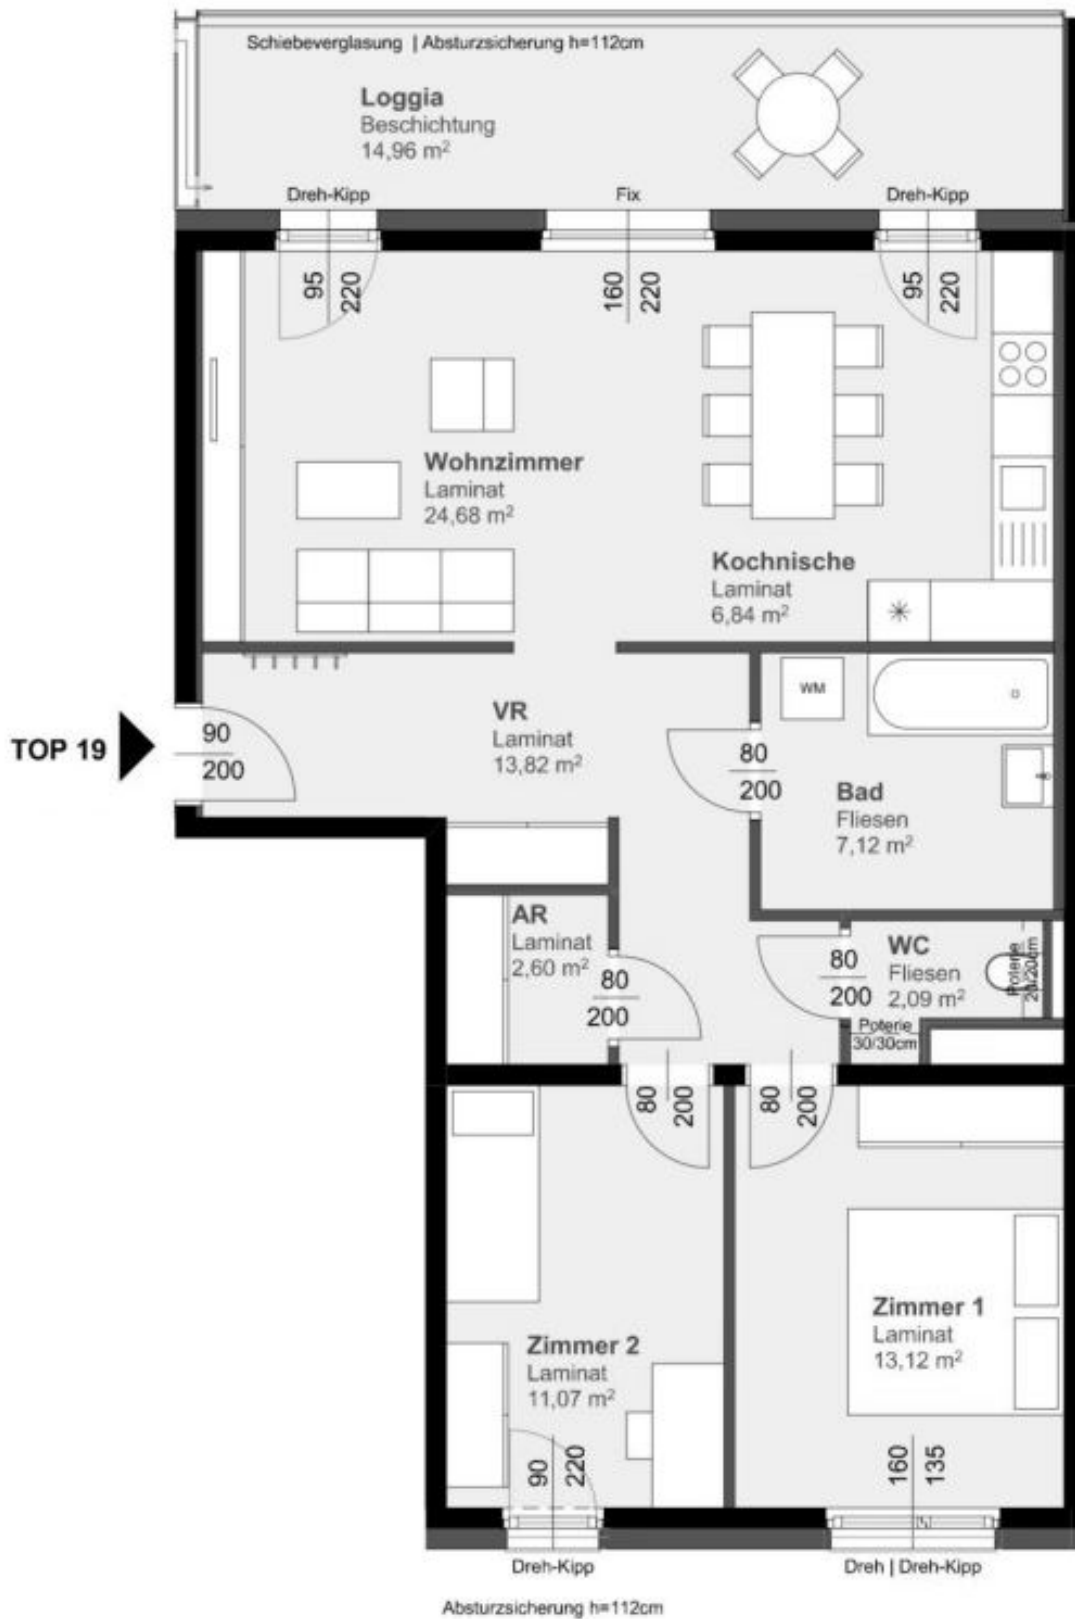 Schiebeverglasung | Absturzsicherung h=112cm
Loggia
Beschichtung
14,96 m²
Dreh-Kipp
Fix
Dreh-Kipp
95
220
160
220
95
220
Wohnzimmer
Laminat
24,68 m²
Kochnische
Laminat
6,84 m²
TOP 19
90
200
VR
Laminat
13,82 m²
WM
80
200
Bad
Fliesen
7,12 m²
AR
Laminat
2,60 m²
80
200
80
200
WC
Fliesen
2,09 m²
Poterie
20/20cm
Poterie
30/30cm
80
200
80
200
Zimmer 2
Laminat
11,07 m²
Zimmer 1
Laminat
13,12 m²
90
220
160
135
Dreh-Kipp
Dreh | Dreh-Kipp
Absturzsicherung h=112cm